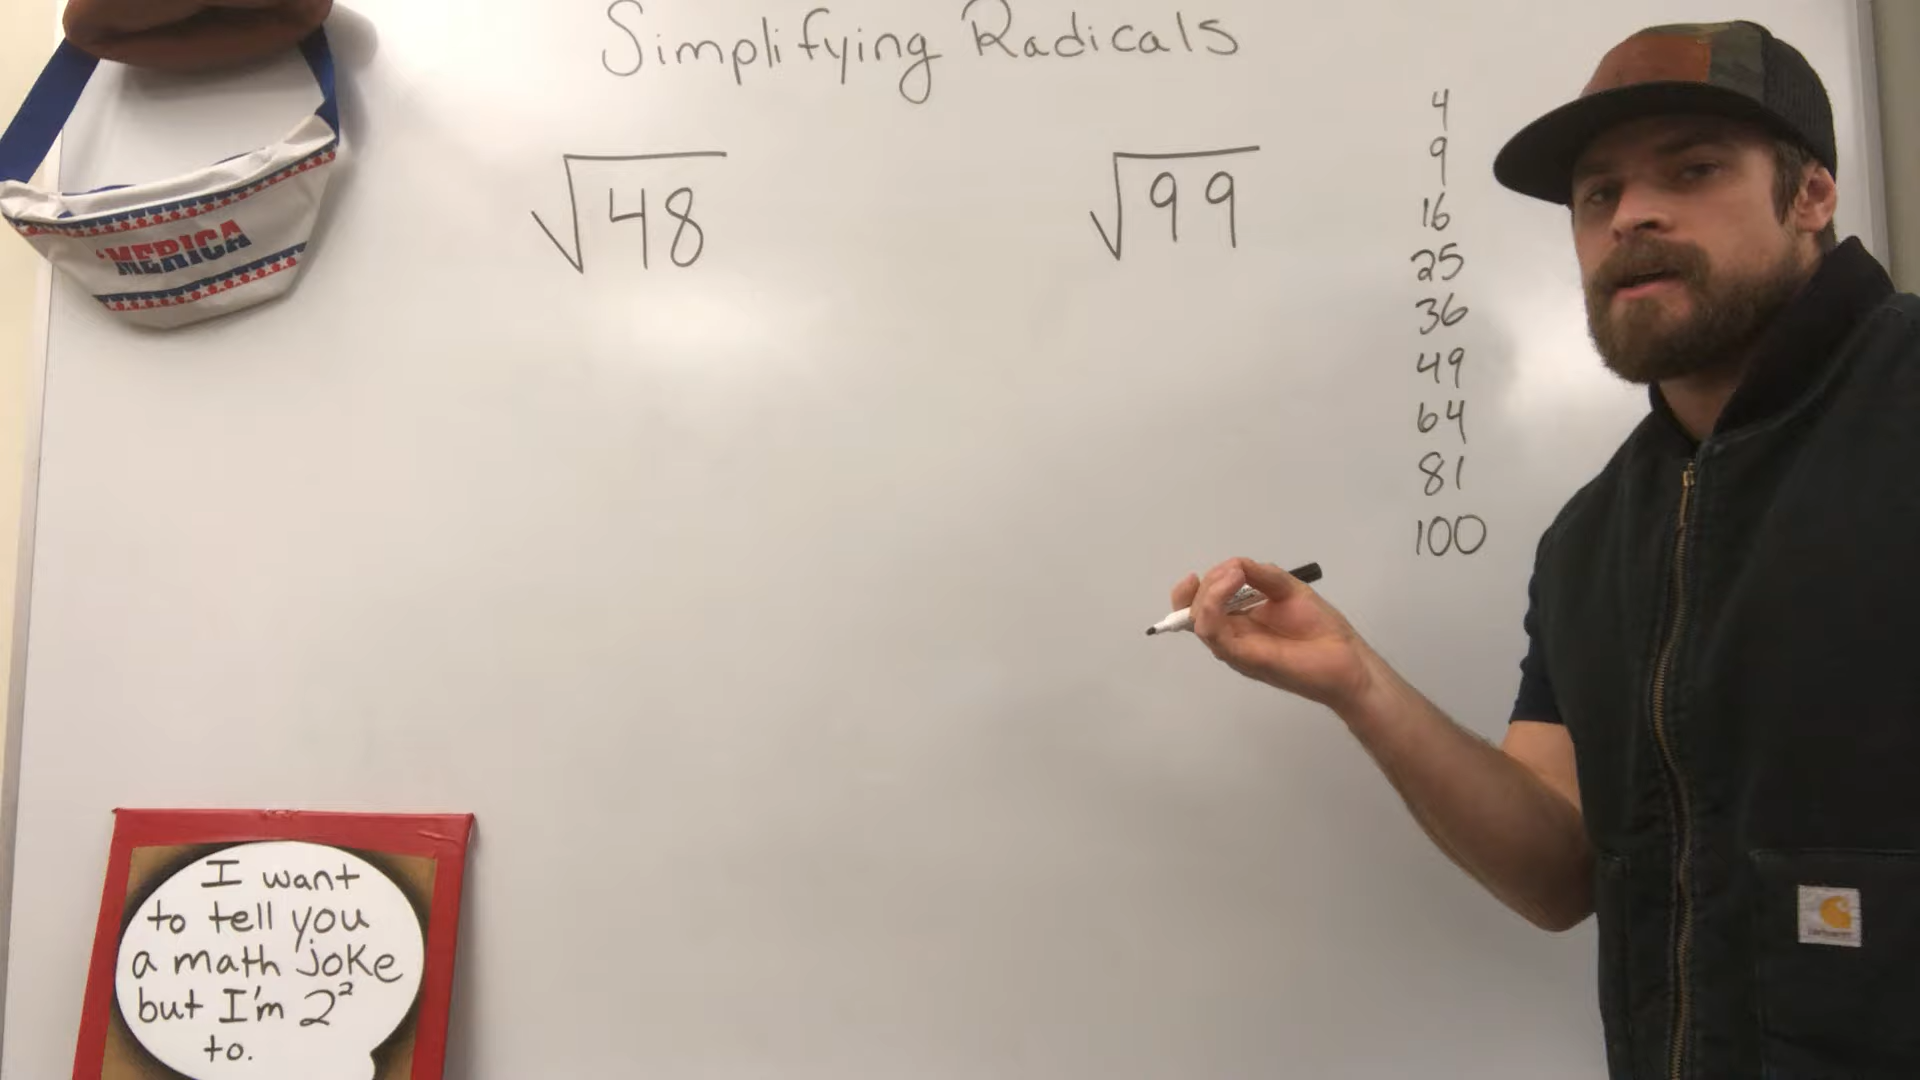 Simplifying Radicals
√48
√99
4
9
16
25
36
49
64
81
100
'MERICA
I want
to tell you
a math joke
but I'm 2²
to.